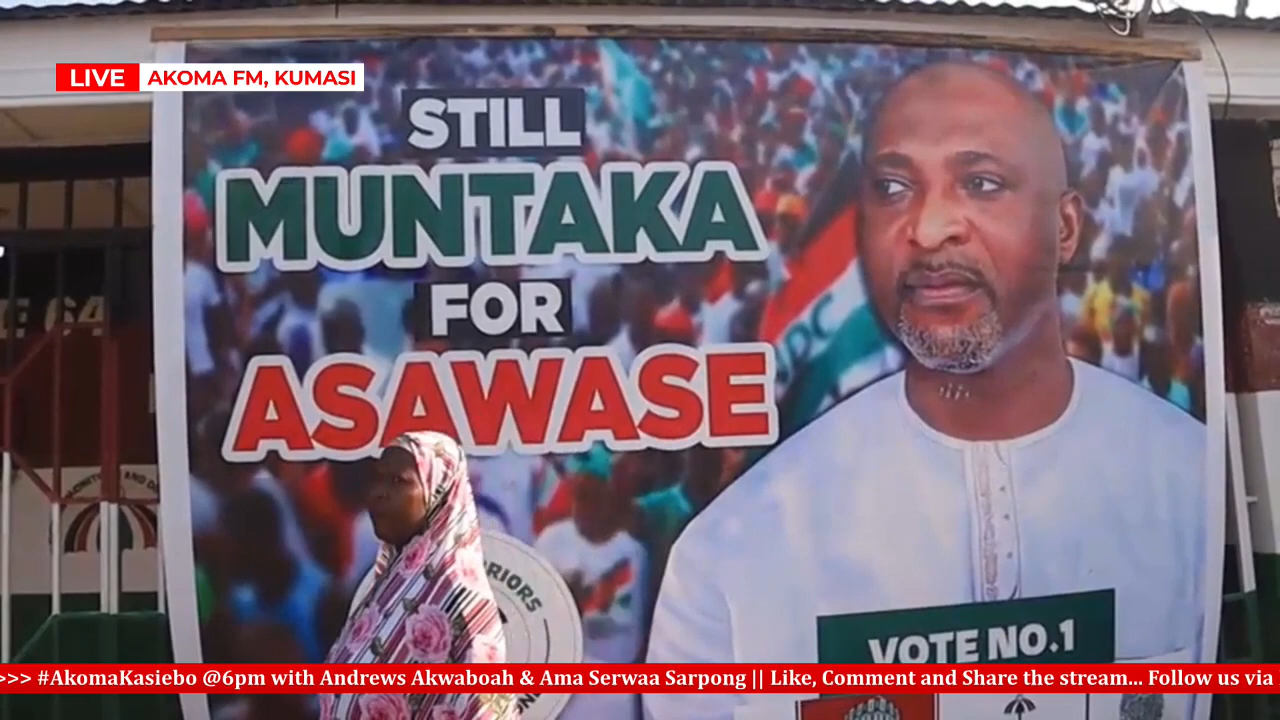 LIVE AKOMA FM, KUMASI
STILL
MUNTAKA
FOR
ASAWASE
NDC
VOTE NO.1
>>> #AkomaKasiebo @6pm with Andrews Akwaboah & Ama Serwaa Sarpong || Like, Comment and Share the stream... Follow us via